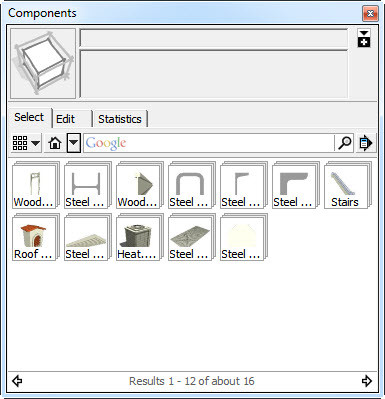 Components
Select Edit Statistics
Google
Wood... Steel ... Wood... Steel ... Steel ... Steel ... Stairs
Roof ... Steel ... Heat.... Steel ... Steel ...
Results 1 - 12 of about 16